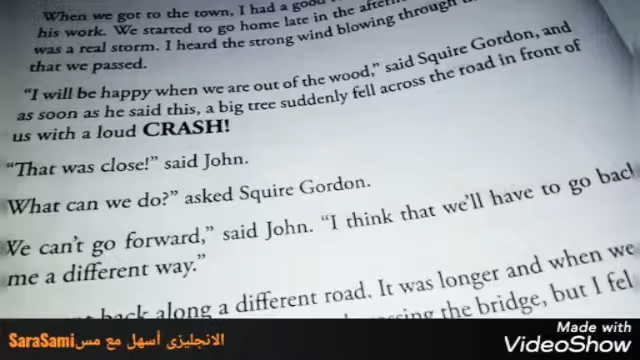 When we got to the town, I had a good
his work. We started to go home late in the
was a real storm. I heard the strong wind blowing through
that we passed.
“I will be happy when we are out of the wood,” said Squire Gordon, and
as soon as he said this, a big tree suddenly fell across the road in front of
us with a loud CRASH!
“That was close!” said John.
What can we do?” asked Squire Gordon.
We can’t go forward,” said John. “I think that we’ll have to go back
me a different way.”
back along a different road. It was longer and when we
the bridge, but I
SaraSami الانجليزى أسهل مع مس
Made with
VideoShow